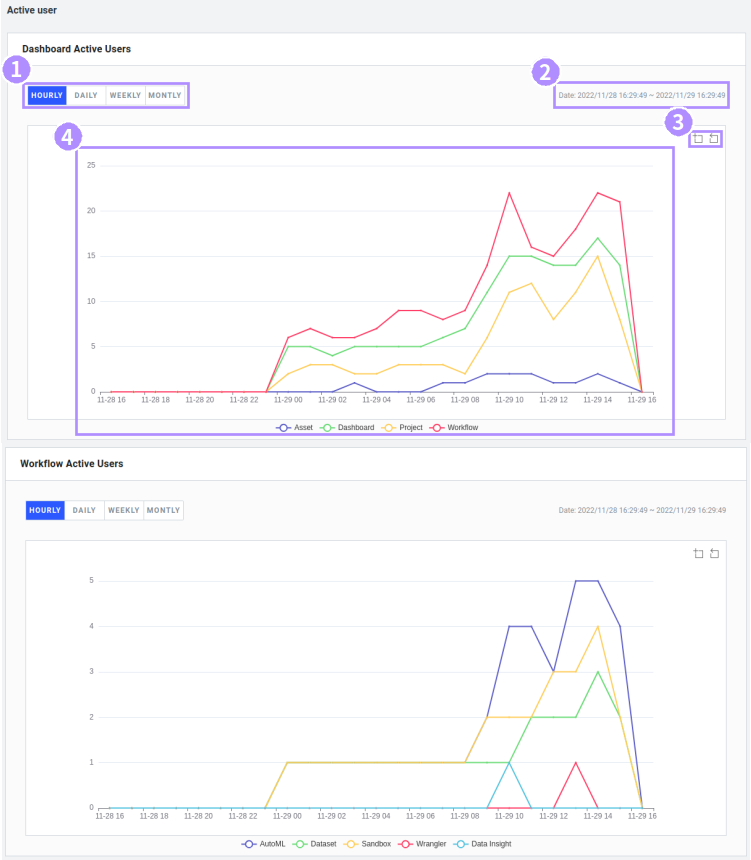 Active user
Dashboard Active Users
1
2
HOURLY DAILY WEEKLY MONTLY
Date: 2022/11/28 16:29:49 ~ 2022/11/29 16:29:49
3
4
25
20
15
10
5
0
11-28 16 11-28 18 11-28 20 11-28 22 11-29 00 11-29 02 11-29 04 11-29 06 11-29 08 11-29 10 11-29 12 11-29 14 11-29 16
Asset Dashboard Project Workflow
Workflow Active Users
HOURLY DAILY WEEKLY MONTLY
Date: 2022/11/28 16:29:49 ~ 2022/11/29 16:29:49
5
4
3
2
1
0
11-28 16 11-28 18 11-28 20 11-28 22 11-29 00 11-29 02 11-29 04 11-29 06 11-29 08 11-29 10 11-29 12 11-29 14 11-29 16
AutoML Dataset Sandbox Wrangler Data Insight